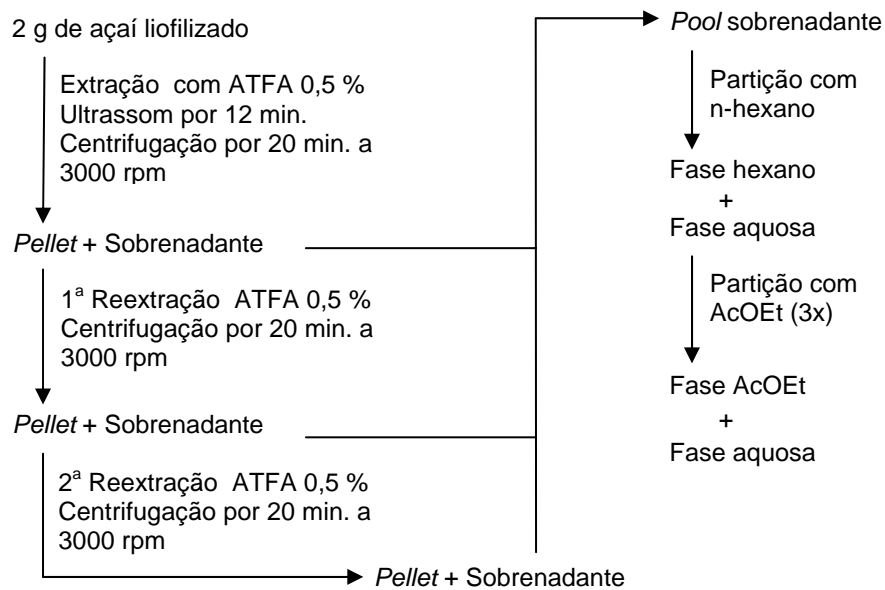 2 g de açaí liofilizado
Extração com ATFA 0,5 %
Ultrassom por 12 min.
Centrifugação por 20 min. a
3000 rpm
Pellet + Sobrenadante
1ª Reextração ATFA 0,5 %
Centrifugação por 20 min. a
3000 rpm
Pellet + Sobrenadante
2ª Reextração ATFA 0,5 %
Centrifugação por 20 min. a
3000 rpm
Pellet + Sobrenadante
Pool sobrenadante
Partição com
n-hexano
Fase hexano
+
Fase aquosa
Partição com
AcOEt (3x)
Fase AcOEt
+
Fase aquosa